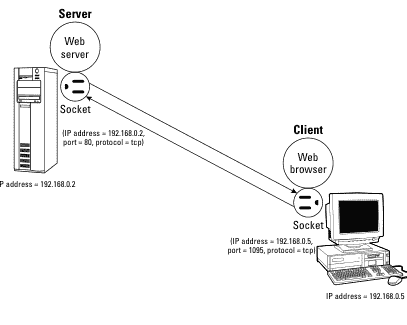 Server
Web
server
Socket
(IP address = 192.168.0.2,
port = 80, protocol = tcp)
P address = 192.168.0.2
Client
Web
browser
Socket
(IP address = 192.168.0.5,
port = 1095, protocol = tcp)
IP address = 192.168.0.5